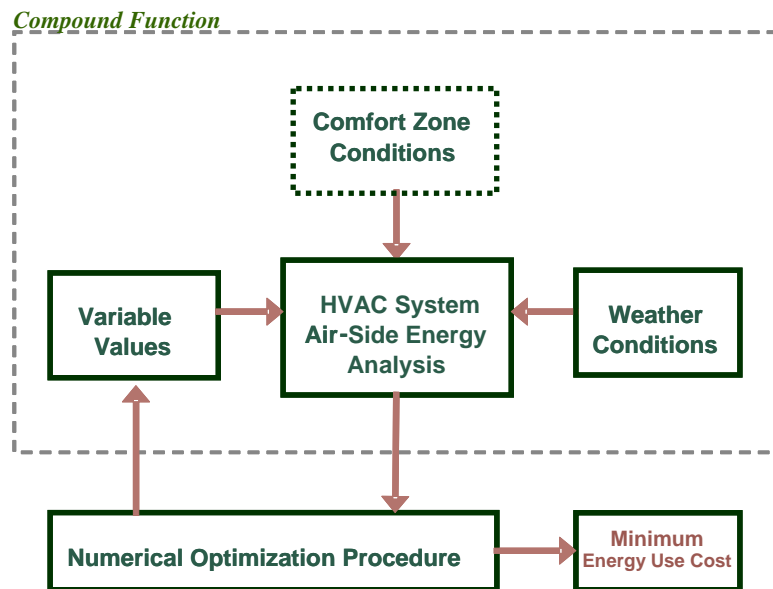 Compound Function
Comfort Zone
Conditions
HVAC System
Air-Side Energy
Analysis
Variable
Values
Weather
Conditions
Numerical Optimization Procedure
Minimum
Energy Use Cost